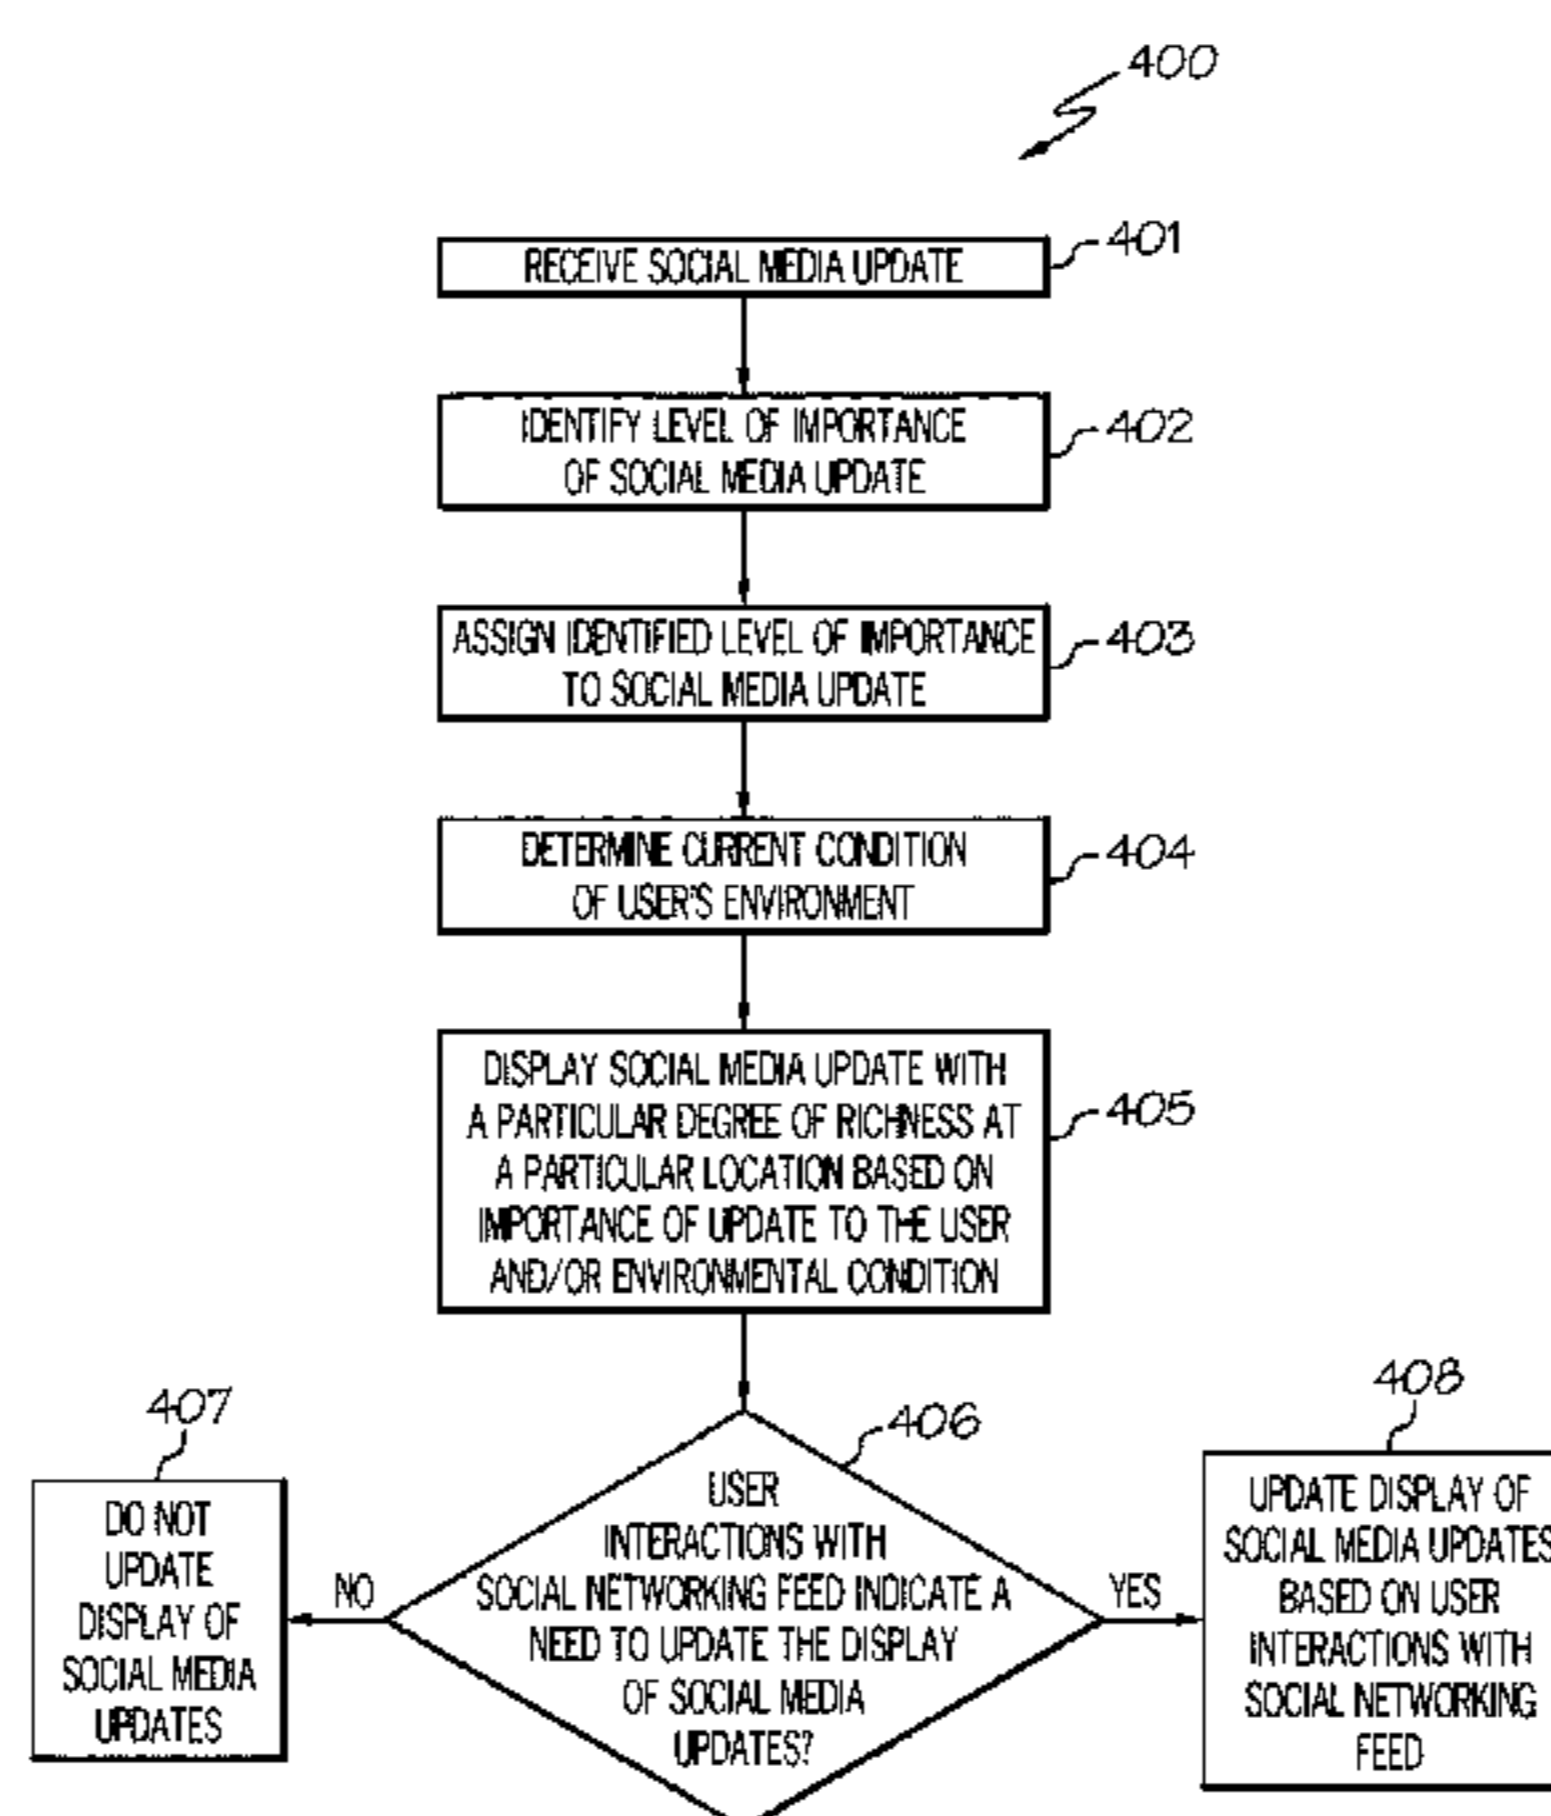 400
RECEIVE SOCIAL MEDIA UPDATE
401
IDENTIFY LEVEL OF IMPORTANCE
OF SOCIAL MEDIA UPDATE
402
ASSIGN IDENTIFIED LEVEL OF IMPORTANCE
TO SOCIAL MEDIA UPDATE
403
DETERMINE CURRENT CONDITION
OF USER'S ENVIRONMENT
404
DISPLAY SOCIAL MEDIA UPDATE WITH
A PARTICULAR DEGREE OF RICHNESS AT
A PARTICULAR LOCATION BASED ON
IMPORTANCE OF UPDATE TO THE USER
AND/OR ENVIRONMENTAL CONDITION
405
407
DO NOT
UPDATE
DISPLAY OF
SOCIAL MEDIA
UPDATES
NO
406
USER
INTERACTIONS WITH
SOCIAL NETWORKING FEED INDICATE A
NEED TO UPDATE THE DISPLAY
OF SOCIAL MEDIA
UPDATES?
YES
408
UPDATE DISPLAY OF
SOCIAL MEDIA UPDATES
BASED ON USER
INTERACTIONS WITH
SOCIAL NETWORKING
FEED